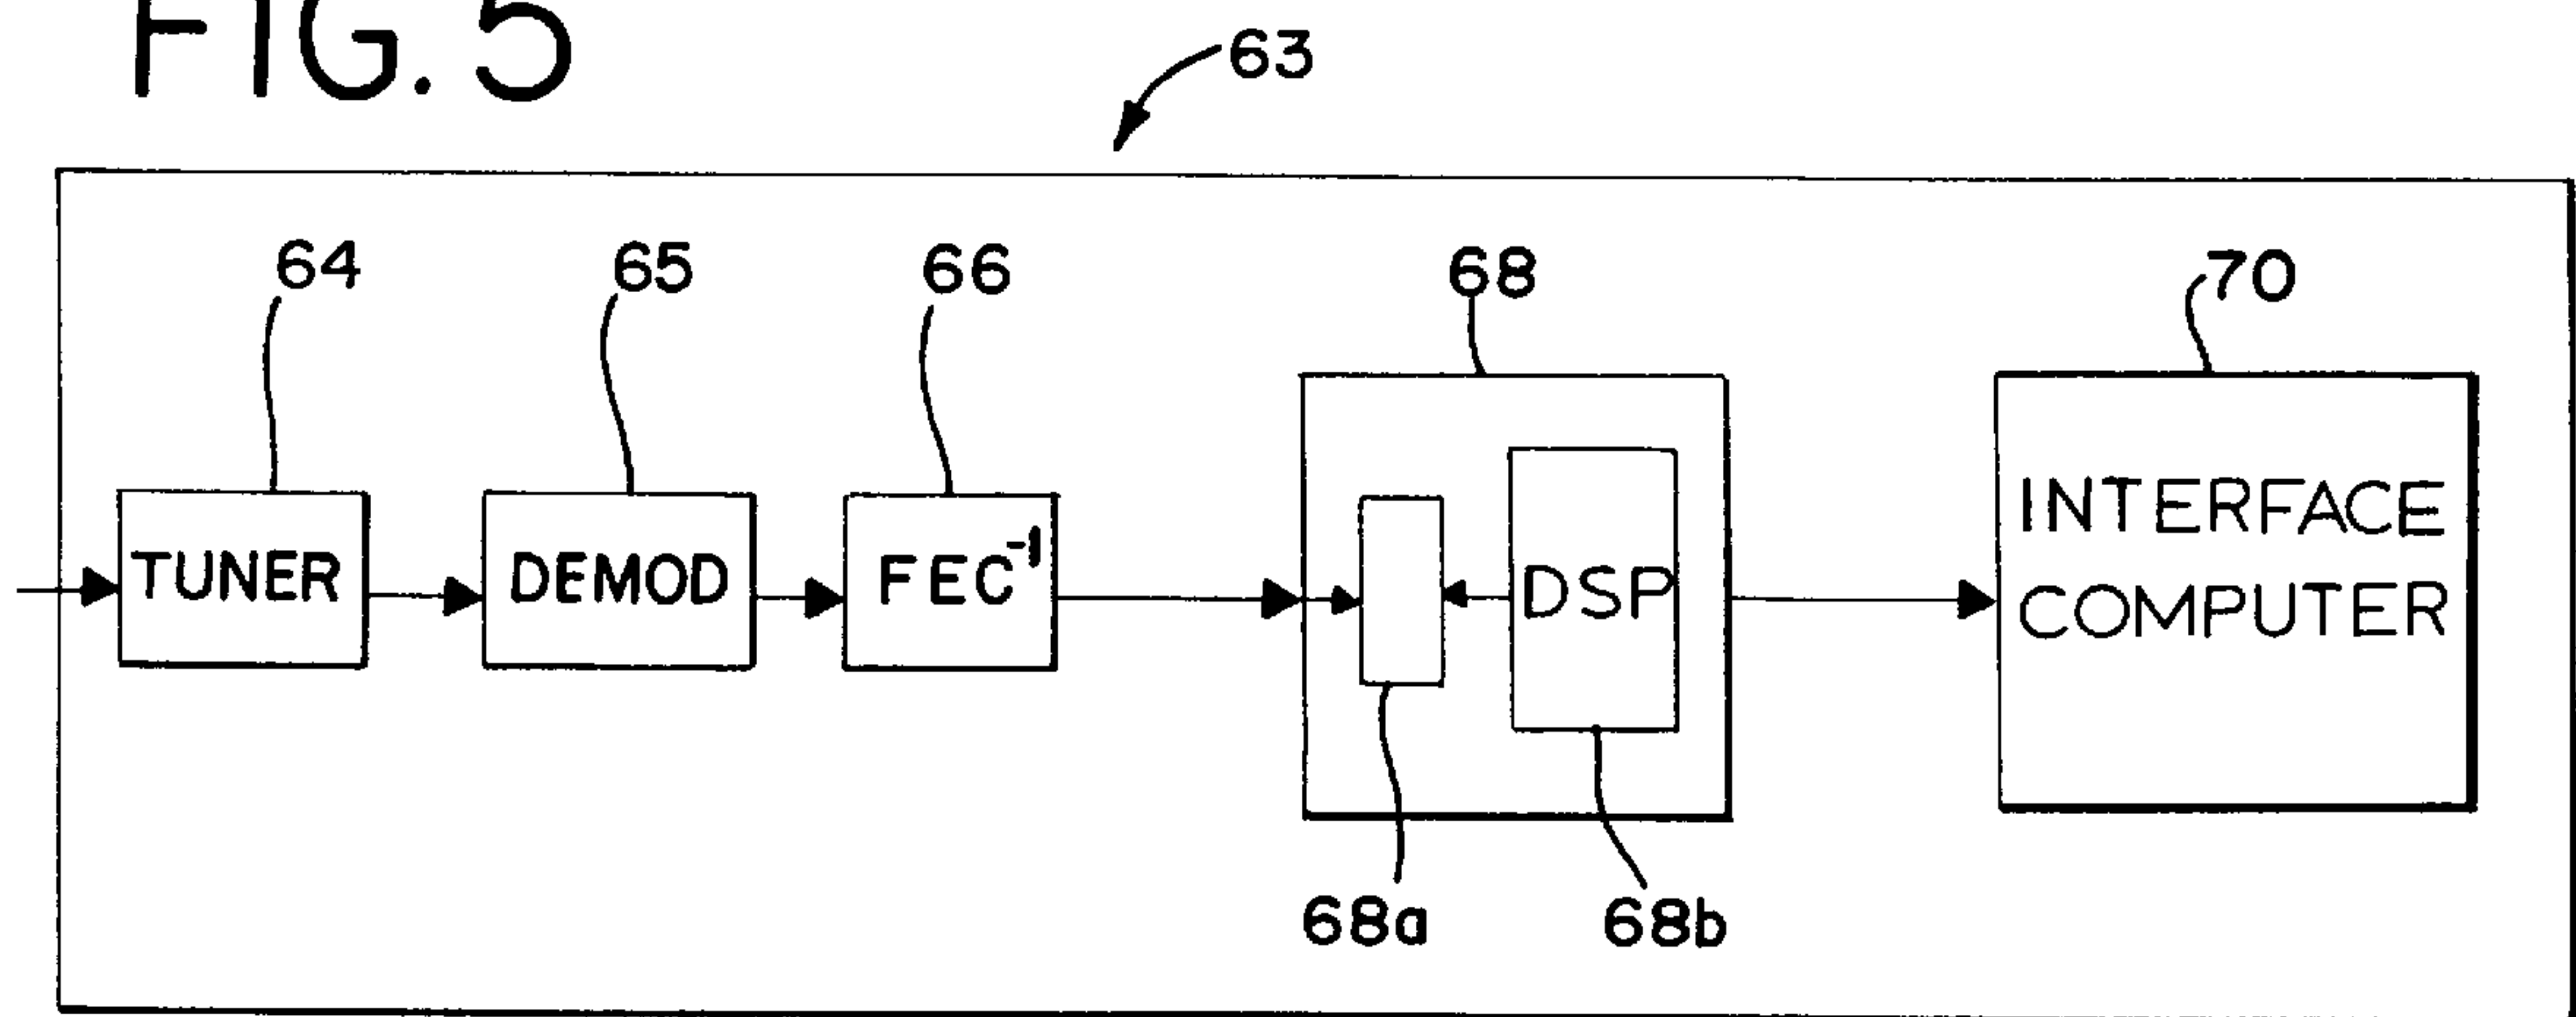 FIG. 5
63
64
65
66
68
70
TUNER
DEMOD
FEC⁻¹
DSP
INTERFACE
COMPUTER
68a
68b